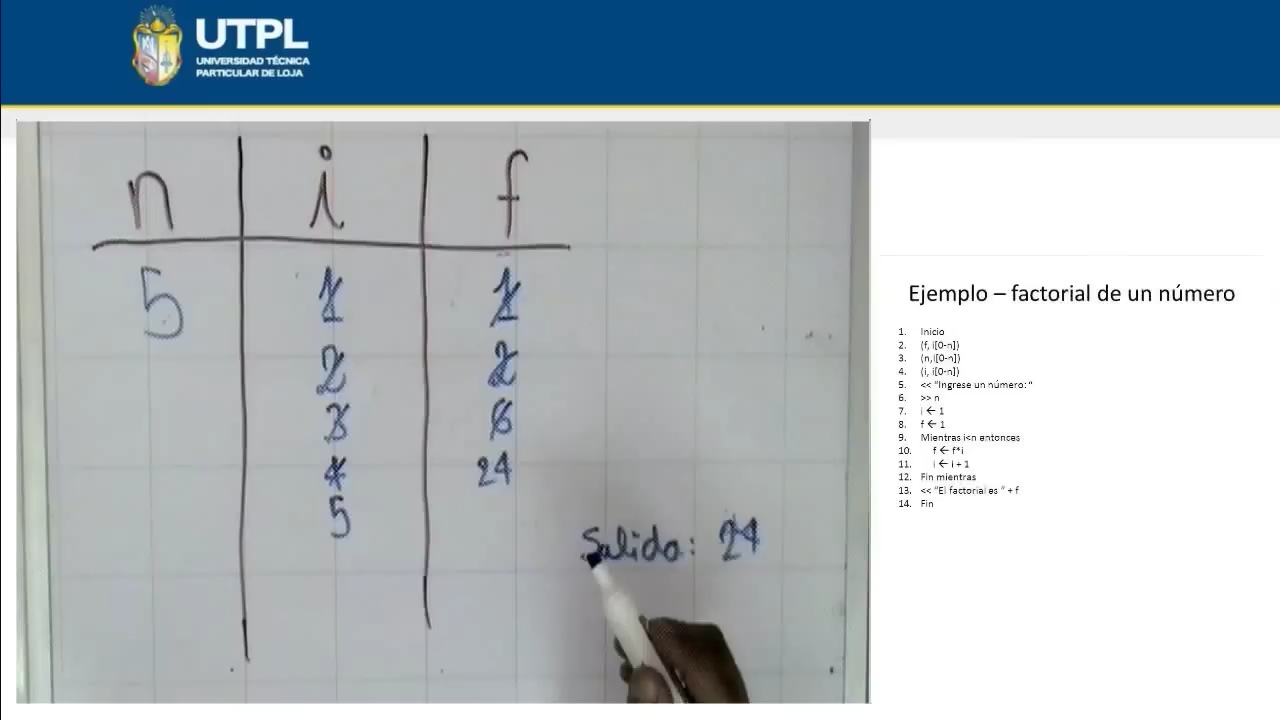 UTPL
UNIVERSIDAD TÉCNICA
PARTICULAR DE LOJA
n i f
5 1 1
2 2
3 6
4 24
5
Salida: 24
Ejemplo – factorial de un número
1. Inicio
2. (f, i[0-n])
3. (n,i[0-n])
4. (i, i[0-n])
5. << "Ingrese un número: "
6. >> n
7. i ← 1
8. f ← 1
9. Mientras i<n entonces
10. f ← f*i
11. i ← i + 1
12. Fin mientras
13. << "El factorial es " + f
14. Fin